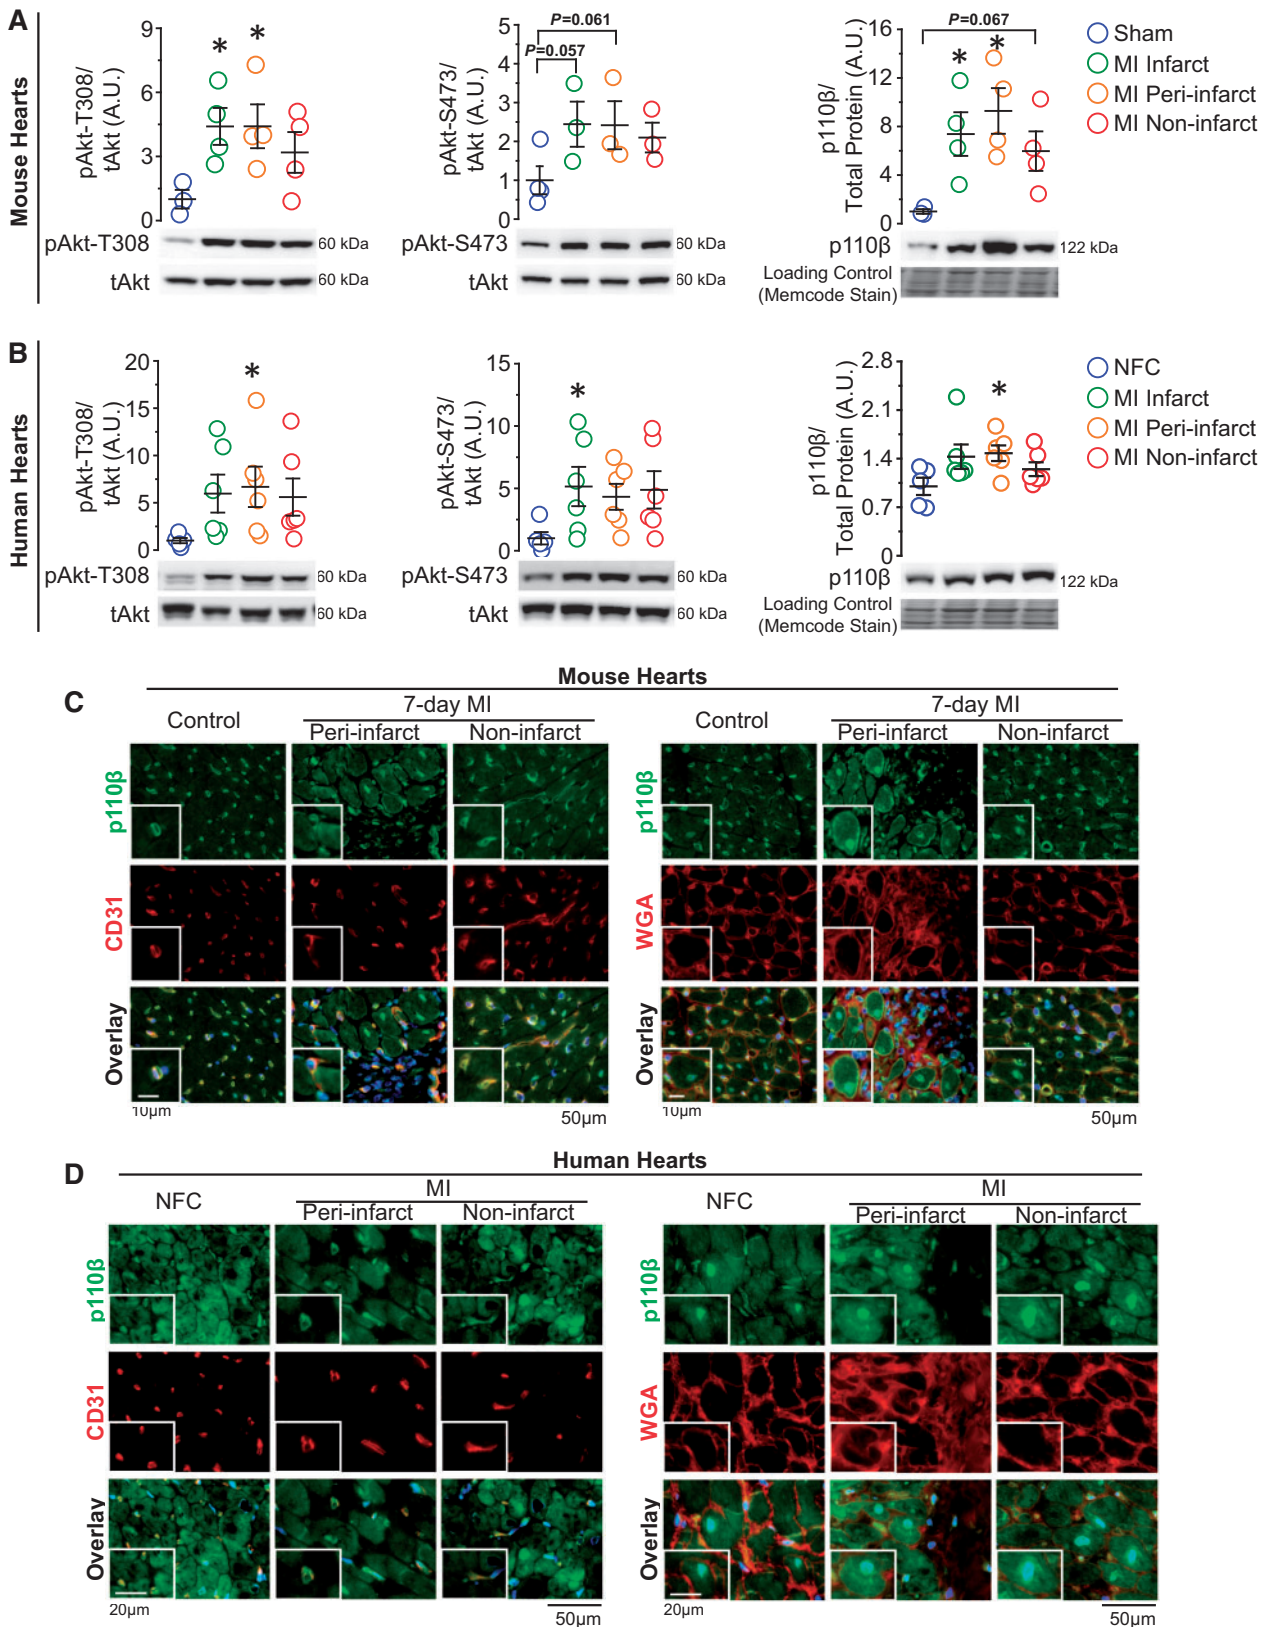 A
Mouse Hearts
pAkt-T308/
tAkt (A.U.)
9
6
3
0
*
*
pAkt-T308
60 kDa
tAkt
60 kDa
pAkt-S473/
tAkt (A.U.)
5
4
3
2
1
0
P=0.061
P=0.057
pAkt-S473
60 kDa
tAkt
60 kDa
p110β/
Total Protein (A.U.)
16
12
8
4
0
P=0.067
*
*
p110β
122 kDa
Loading Control
(Memcode Stain)
Sham
MI Infarct
MI Peri-infarct
MI Non-infarct
B
Human Hearts
pAkt-T308/
tAkt (A.U.)
20
15
10
5
0
*
pAkt-T308
60 kDa
tAkt
60 kDa
pAkt-S473/
tAkt (A.U.)
15
10
5
0
*
pAkt-S473
60 kDa
tAkt
60 kDa
p110β/
Total Protein (A.U.)
2.8
2.1
1.4
0.7
0
*
p110β
122 kDa
Loading Control
(Memcode Stain)
NFC
MI Infarct
MI Peri-infarct
MI Non-infarct
C
Mouse Hearts
Control
7-day MI
Peri-infarct
Non-infarct
p110β
CD31
Overlay
10µm
50µm
Control
7-day MI
Peri-infarct
Non-infarct
p110β
WGA
Overlay
10µm
50µm
D
Human Hearts
NFC
MI
Peri-infarct
Non-infarct
p110β
CD31
Overlay
20µm
50µm
NFC
MI
Peri-infarct
Non-infarct
p110β
WGA
Overlay
20µm
50µm